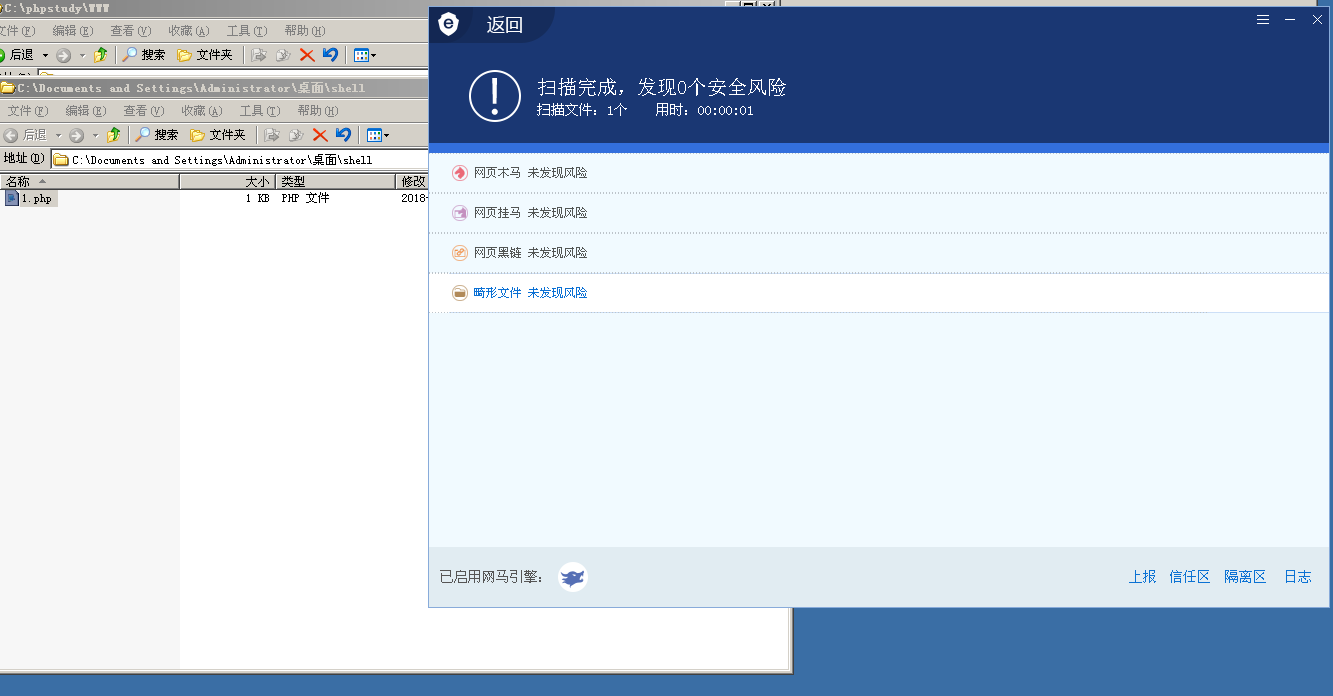 C:\phpstudy\WWW
文件(F) 编辑(E) 查看(V) 收藏(A) 工具(T) 帮助(H)
后退 搜索 文件夹
C:\Documents and Settings\Administrator\桌面\shell
文件(F) 编辑(E) 查看(V) 收藏(A) 工具(T) 帮助(H)
后退 搜索 文件夹
地址(D) C:\Documents and Settings\Administrator\桌面\shell
名称 大小 类型 修改
1.php 1 KB PHP 文件 2018-
返回
扫描完成，发现0个安全风险
扫描文件：1个 用时：00:00:01
网页木马 未发现风险
网页挂马 未发现风险
网页黑链 未发现风险
畸形文件 未发现风险
已启用网马引擎：
上报 信任区 隔离区 日志